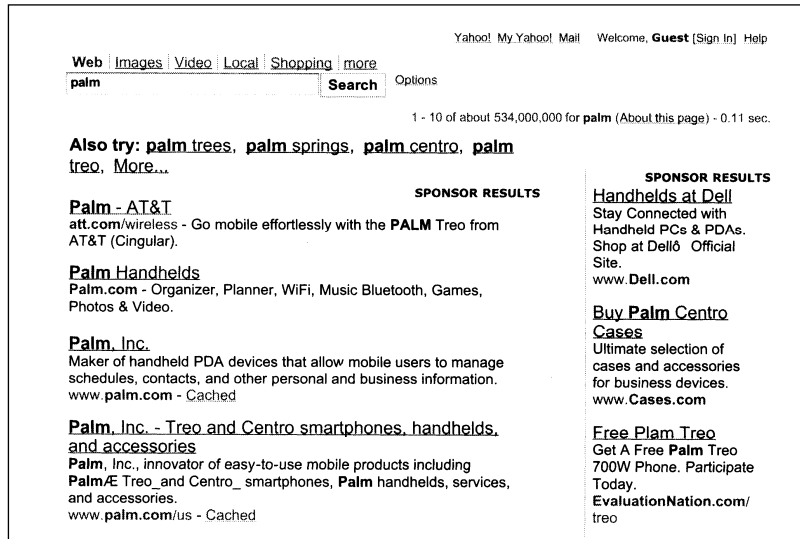 Yahoo! My Yahoo! Mail Welcome, Guest [Sign In] Help
Web Images Video Local Shopping more
palm Search Options
1 - 10 of about 534,000,000 for palm (About this page) - 0.11 sec.
Also try: palm trees, palm springs, palm centro, palm
treo, More...
SPONSOR RESULTS
Palm - AT&T
att.com/wireless - Go mobile effortlessly with the PALM Treo from
AT&T (Cingular).
Palm Handhelds
Palm.com - Organizer, Planner, WiFi, Music Bluetooth, Games,
Photos & Video.
Palm, Inc.
Maker of handheld PDA devices that allow mobile users to manage
schedules, contacts, and other personal and business information.
www.palm.com - Cached
Palm, Inc. - Treo and Centro smartphones, handhelds,
and accessories
Palm, Inc., innovator of easy-to-use mobile products including
PalmÆ Treo_and Centro_ smartphones, Palm handhelds, services,
and accessories.
www.palm.com/us - Cached
SPONSOR RESULTS
Handhelds at Dell
Stay Connected with
Handheld PCs & PDAs.
Shop at Dellô Official
Site.
www.Dell.com
Buy Palm Centro
Cases
Ultimate selection of
cases and accessories
for business devices.
www.Cases.com
Free Plam Treo
Get A Free Palm Treo
700W Phone. Participate
Today.
EvaluationNation.com/
treo